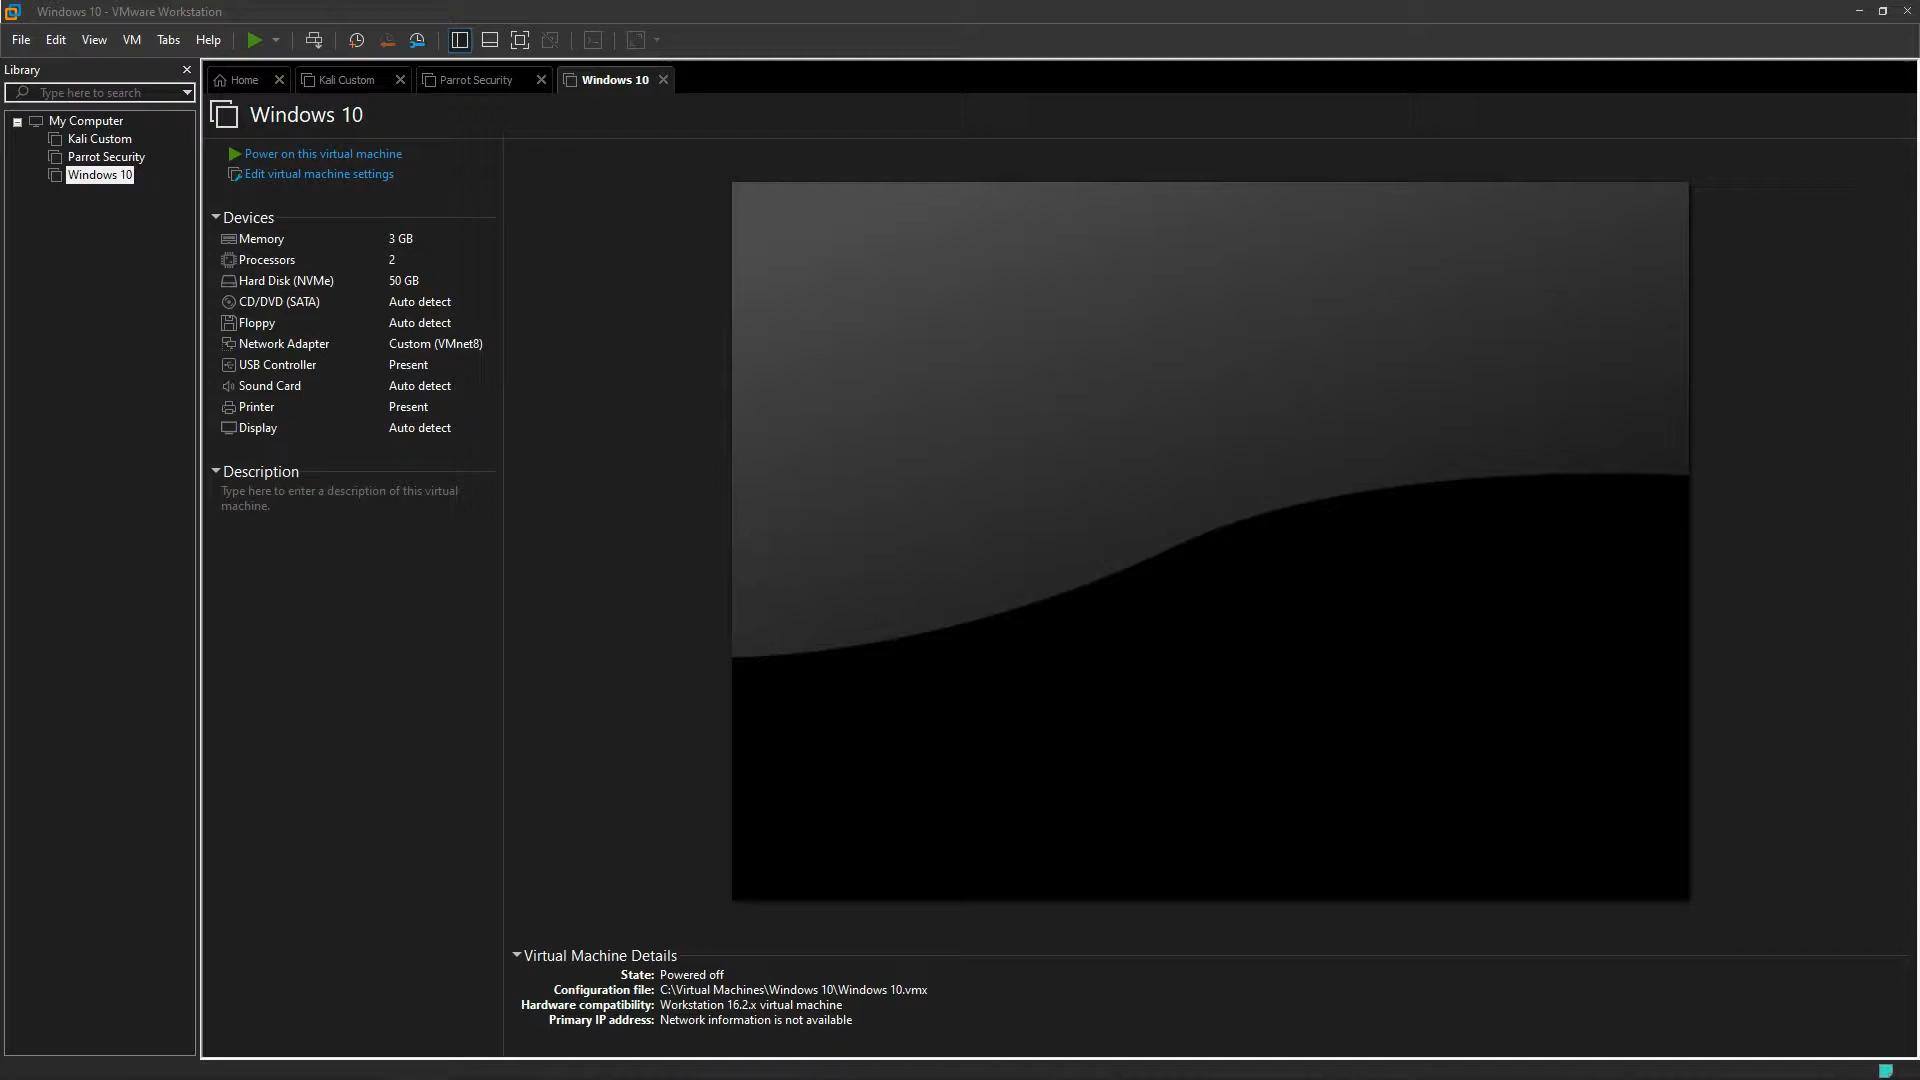 Windows 10 - VMware Workstation
File Edit View VM Tabs Help
Library
Type here to search
My Computer
Kali Custom
Parrot Security
Windows 10
Home Kali Custom Parrot Security Windows 10
Windows 10
Power on this virtual machine
Edit virtual machine settings
Devices
Memory 3 GB
Processors 2
Hard Disk (NVMe) 50 GB
CD/DVD (SATA) Auto detect
Floppy Auto detect
Network Adapter Custom (VMnet8)
USB Controller Present
Sound Card Auto detect
Printer Present
Display Auto detect
Description
Type here to enter a description of this virtual
machine.
Virtual Machine Details
State: Powered off
Configuration file: C:\Virtual Machines\Windows 10\Windows 10.vmx
Hardware compatibility: Workstation 16.2.x virtual machine
Primary IP address: Network information is not available